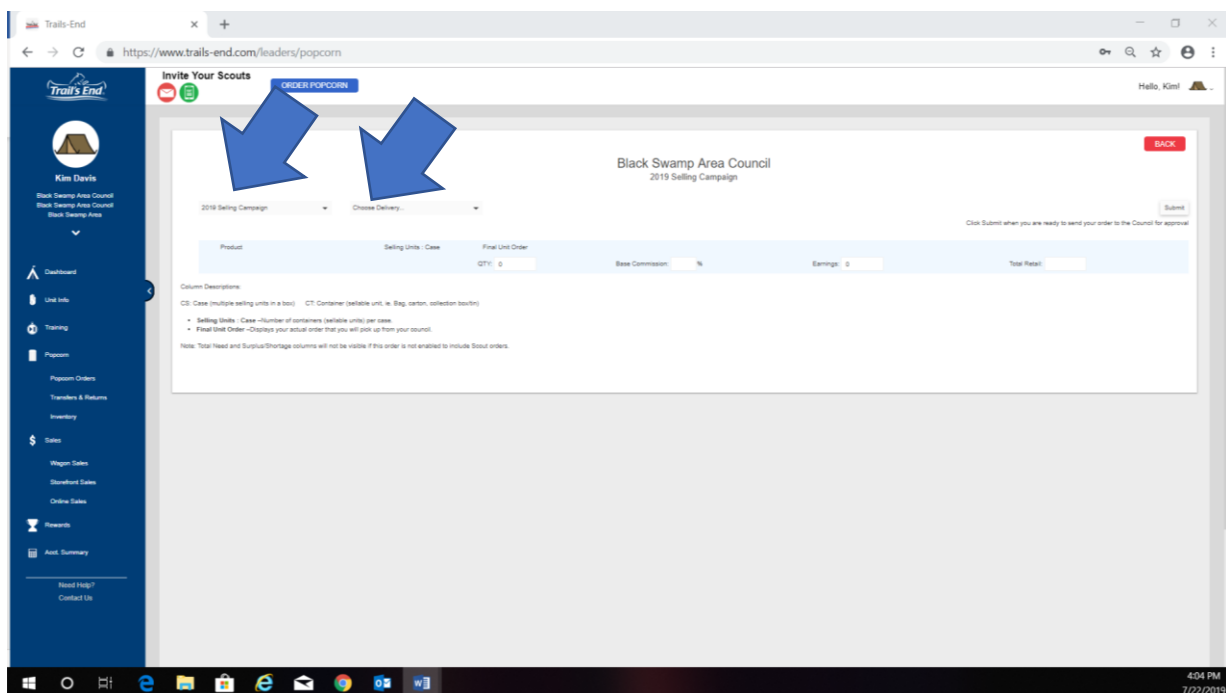 Trails-End
https://www.trails-end.com/leaders/popcorn
Trail's End
Invite Your Scouts
ORDER POPCORN
Hello, Kim!
Kim Davis
Black Swamp Area Council
Black Swamp Area Council
Black Swamp Area
Dashboard
Unit Info
Training
Popcorn
Popcorn Orders
Transfers & Returns
Inventory
Sales
Wagon Sales
Storefront Sales
Online Sales
Rewards
Acct. Summary
Need Help?
Contact Us
BACK
Black Swamp Area Council
2019 Selling Campaign
2019 Selling Campaign Choose Delivery... Submit
Click Submit when you are ready to send your order to the Council for approval
Product Selling Units : Case Final Unit Order
QTY: 0 Base Commission: % Earnings: 0 Total Retail:
Column Descriptions:
CS: Case (multiple selling units in a box) CT: Container (sellable unit, ie. Bag, carton, collection box/tin)
• Selling Units : Case –Number of containers (sellable units) per case.
• Final Unit Order –Displays your actual order that you will pick up from your council.
Note: Total Need and Surplus/Shortage columns will not be visible if this order is not enabled to include Scout orders.
4:04 PM
7/22/2019